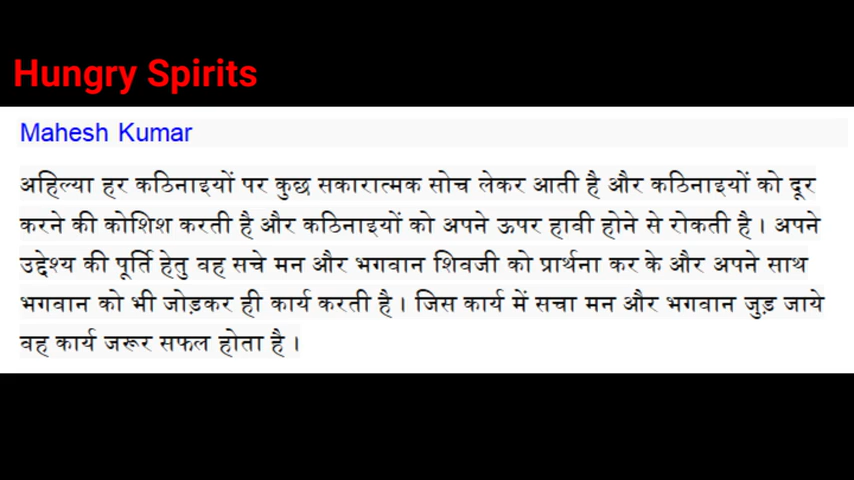 Hungry Spirits
Mahesh Kumar
अहिल्या हर कठिनाइयों पर कुछ सकारात्मक सोच लेकर आती है और कठिनाइयों को दूर
करने की कोशिश करती है और कठिनाइयों को अपने ऊपर हावी होने से रोकती है। अपने
उद्देश्य की पूर्ति हेतु वह सच्चे मन और भगवान शिवजी को प्रार्थना कर के और अपने साथ
भगवान को भी जोड़कर ही कार्य करती है। जिस कार्य में सच्चा मन और भगवान जुड़ जाये
वह कार्य जरूर सफल होता है।